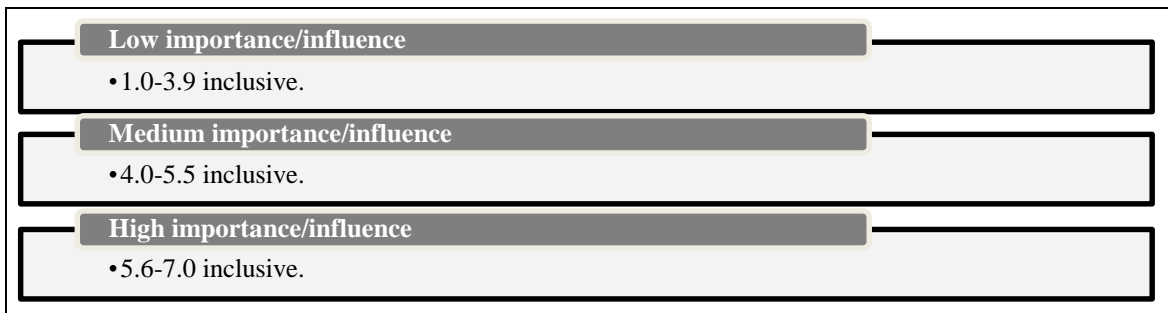 Low importance/influence
•1.0-3.9 inclusive.
Medium importance/influence
•4.0-5.5 inclusive.
High importance/influence
•5.6-7.0 inclusive.